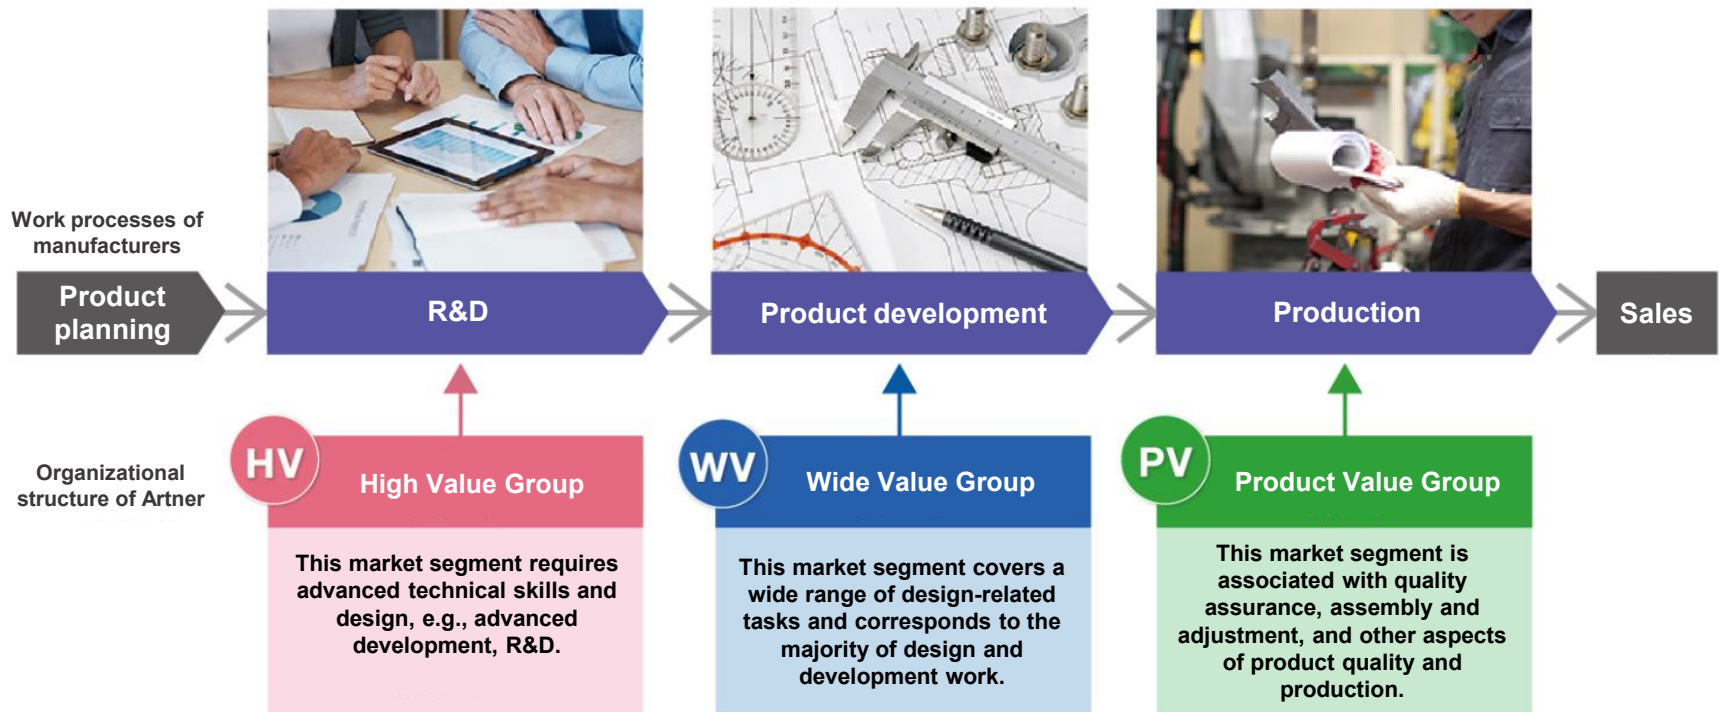 Work processes of
manufacturers
Product
planning
R&D
Product development
Production
Sales
Organizational
structure of Artner
HV
High Value Group
This market segment requires
advanced technical skills and
design, e.g., advanced
development, R&D.
WV
Wide Value Group
This market segment covers a
wide range of design-related
tasks and corresponds to the
majority of design and
development work.
PV
Product Value Group
This market segment is
associated with quality
assurance, assembly and
adjustment, and other aspects
of product quality and
production.